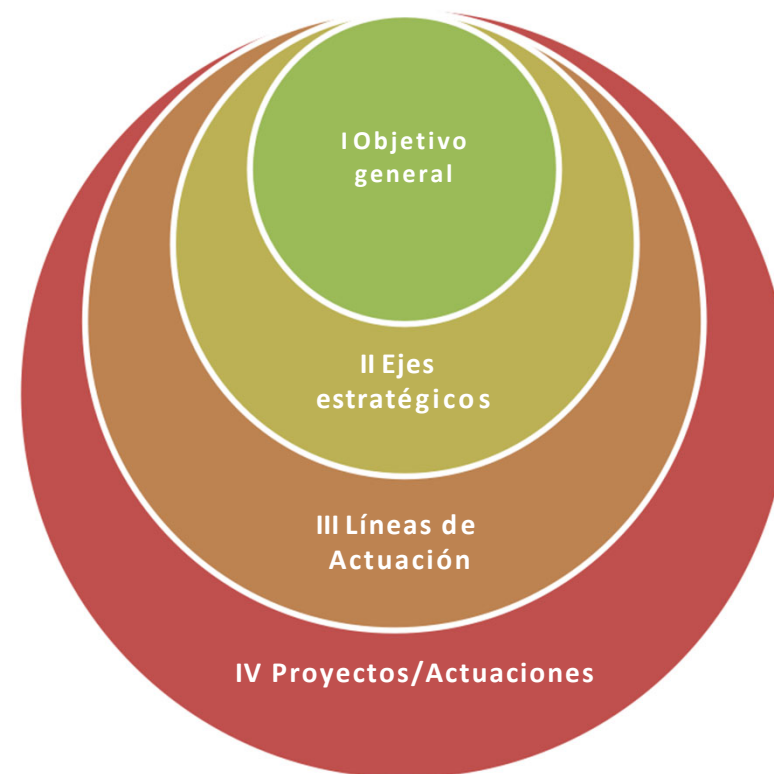 I Objetivo
general
II Ejes
estratégicos
III Líneas de
Actuación
IV Proyectos/Actuaciones